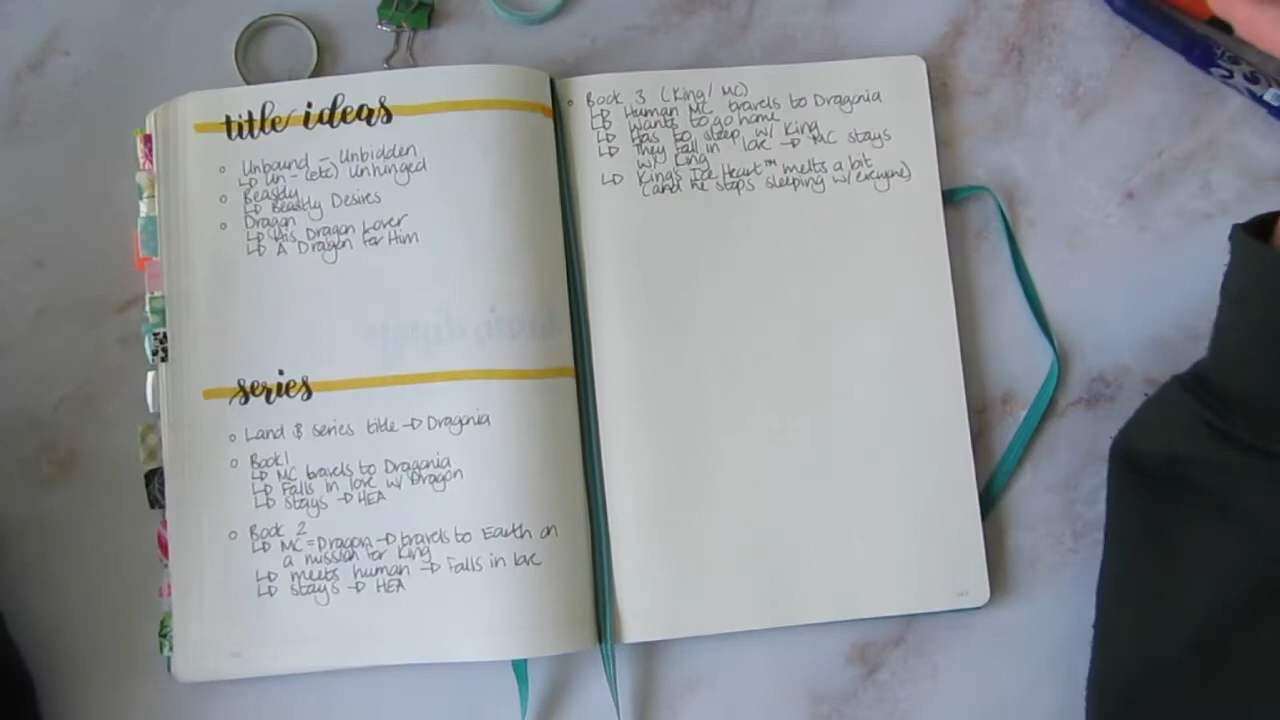 title ideas
Unbound - Unbidden
↳ Un- (etc) Unhinged
Beastly
↳ Beastly Desires
Dragon
↳ His Dragon Lover
↳ A Dragon for Him
series
Land & series title → Dragonia
Book 1
↳ MC travels to Dragonia
↳ Falls in love w/ Dragon
↳ stays → HEA
Book 2
↳ MC = Dragon → travels to Earth on
a mission for King
↳ meets human → Falls in love
↳ stays → HEA
Book 3 (King/MC)
↳ Human MC travels to Dragonia
↳ Wants to go home
↳ Has to sleep w/ King
↳ They fall in love → MC stays
w/ King
↳ King's Ice Heart™ melts a bit
(and he stops sleeping w/ everyone)